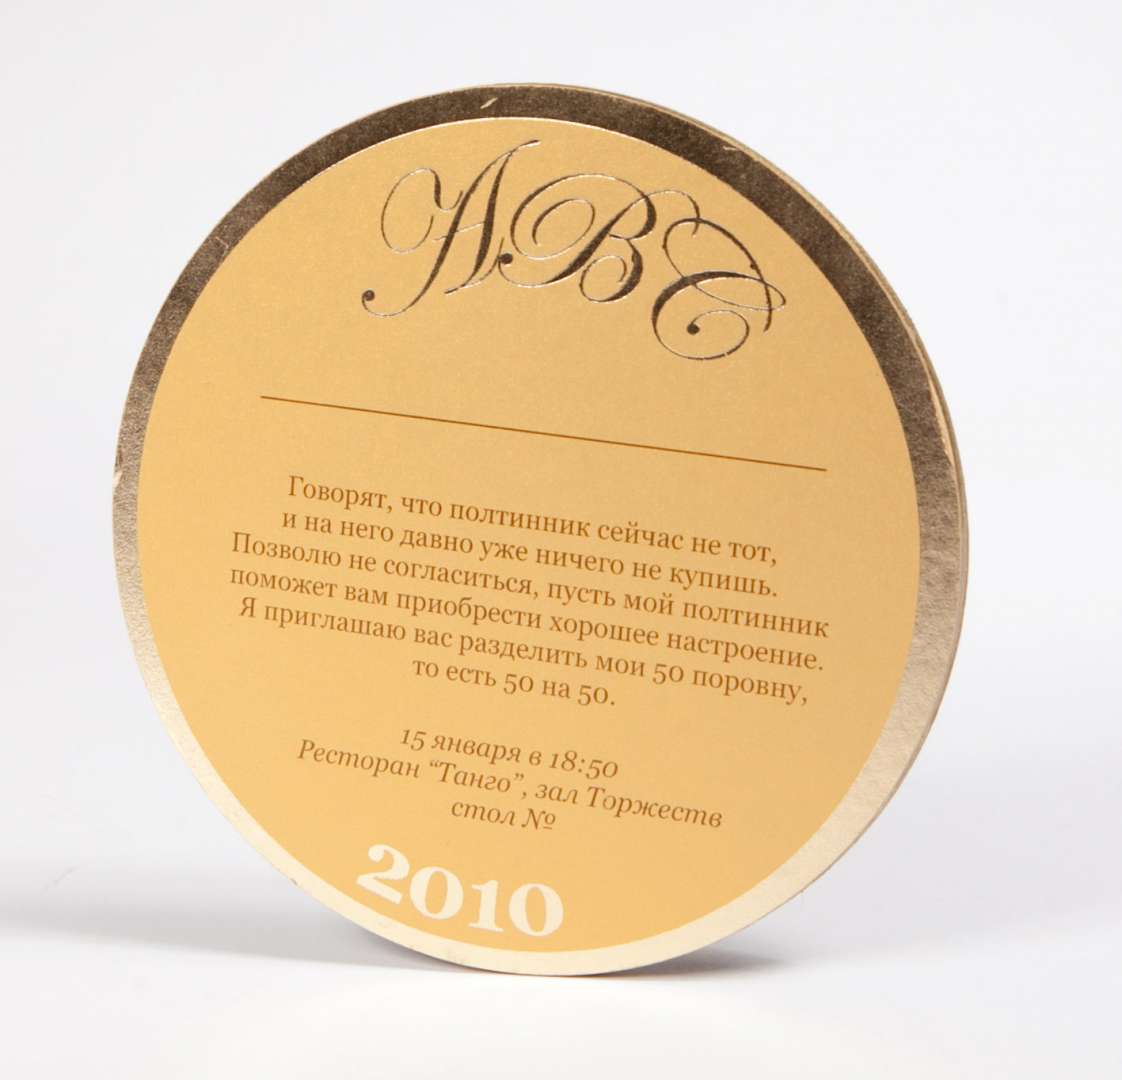 АВС
Говорят, что полтинник сейчас не тот,
и на него давно уже ничего не купишь.
Позволю не согласиться, пусть мой полтинник
поможет вам приобрести хорошее настроение.
Я приглашаю вас разделить мои 50 поровну,
то есть 50 на 50.
15 января в 18:50
Ресторан “Танго”, зал Торжеств
стол №
2010